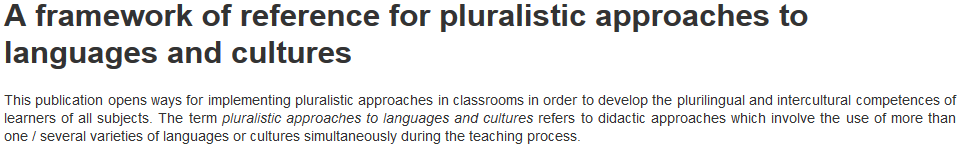 A framework of reference for pluralistic approaches to
languages and cultures
This publication opens ways for implementing pluralistic approaches in classrooms in order to develop the plurilingual and intercultural competences of
learners of all subjects. The term pluralistic approaches to languages and cultures refers to didactic approaches which involve the use of more than
one / several varieties of languages or cultures simultaneously during the teaching process.